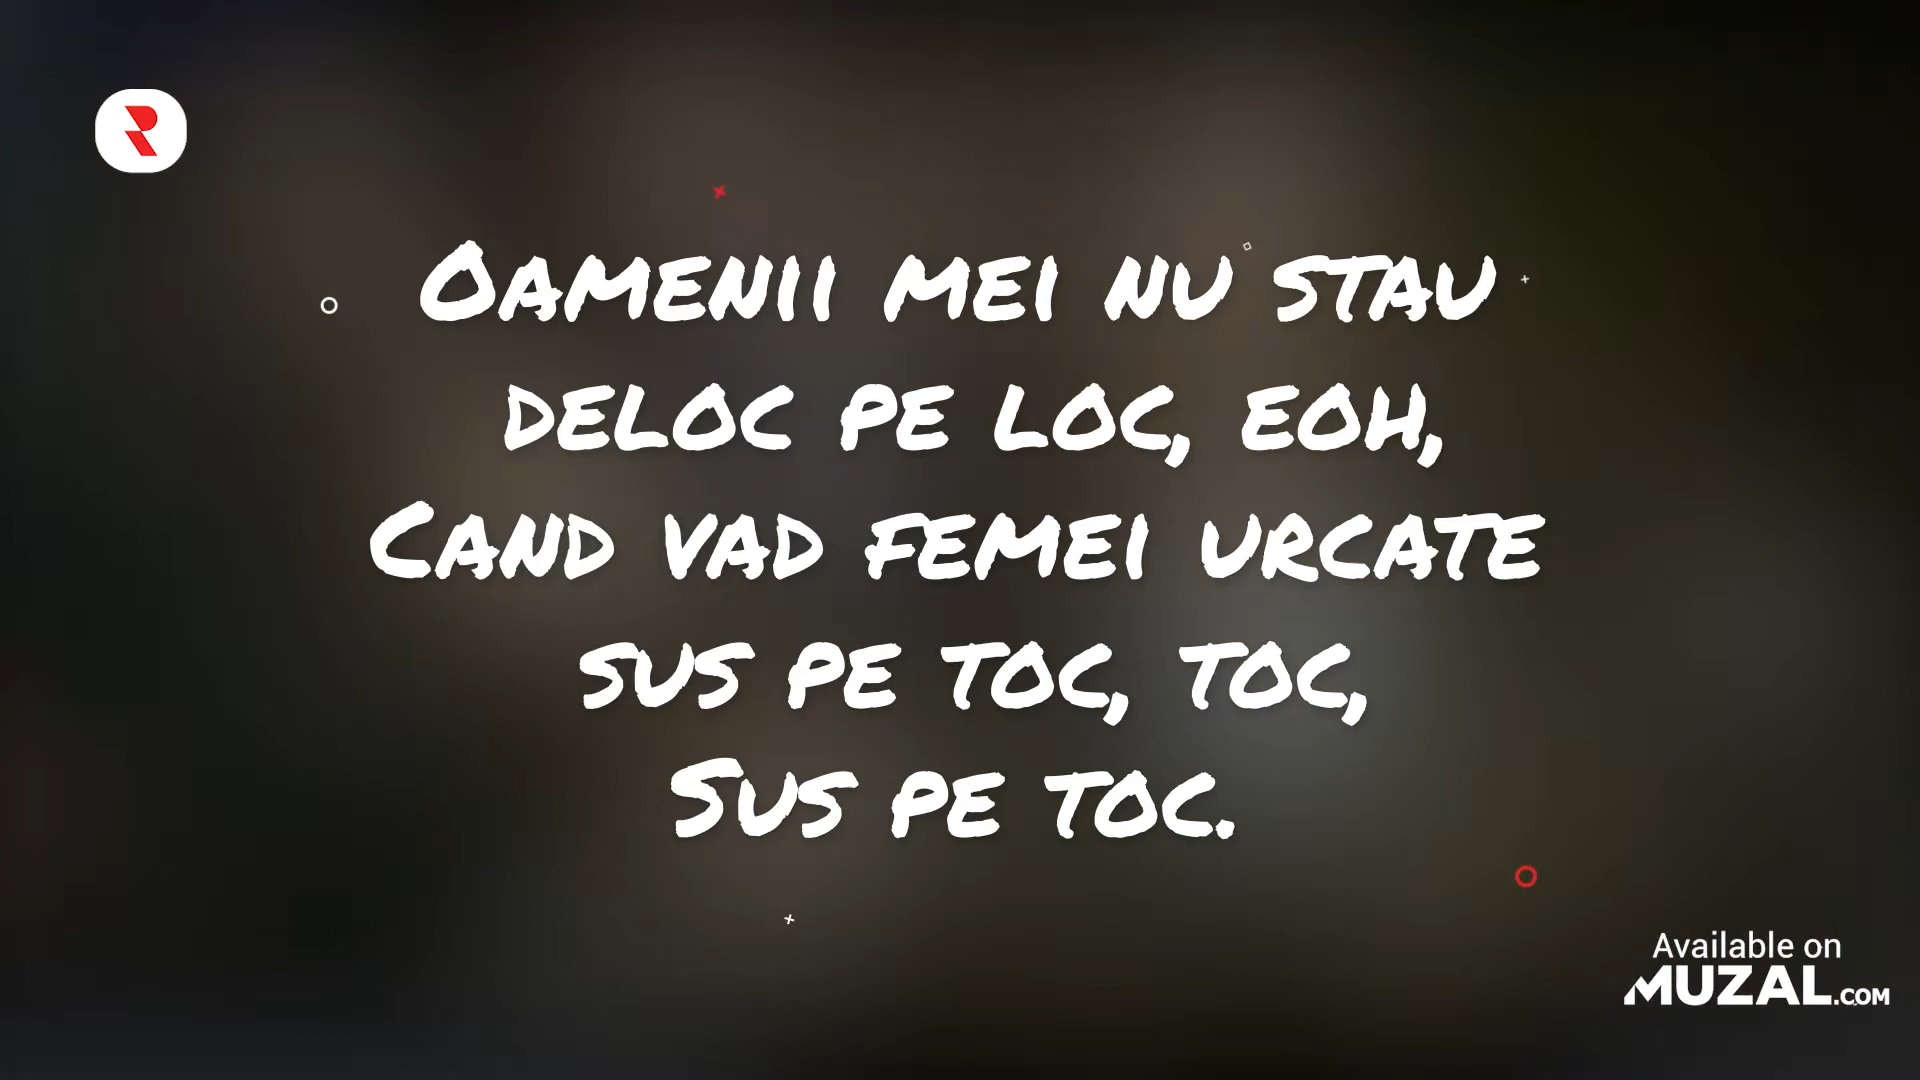 Oamenii mei nu stau
deloc pe loc, eoh,
Cand vad femei urcate
sus pe toc, toc,
Sus pe toc.
Available on
MUZAL.COM